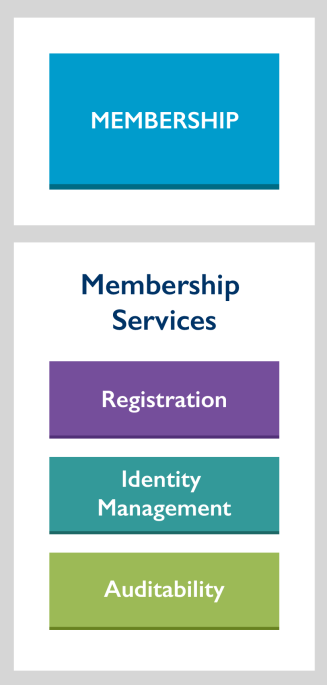 MEMBERSHIP
Membership
Services
Registration
Identity
Management
Auditability